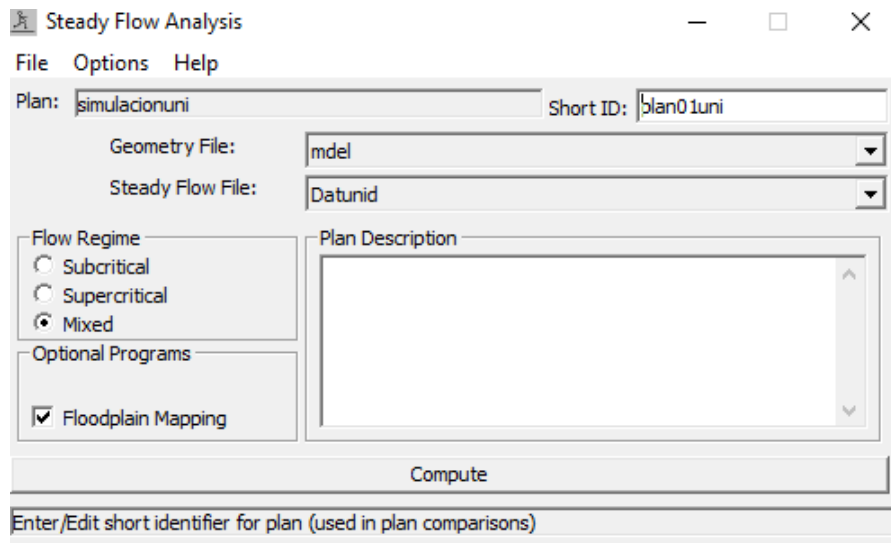 Steady Flow Analysis
File Options Help
Plan: simulacionuni Short ID: plan01uni
Geometry File: mdel
Steady Flow File: Datunid
Flow Regime Plan Description
Subcritical
Supercritical
Mixed
Optional Programs
Floodplain Mapping
Compute
Enter/Edit short identifier for plan (used in plan comparisons)